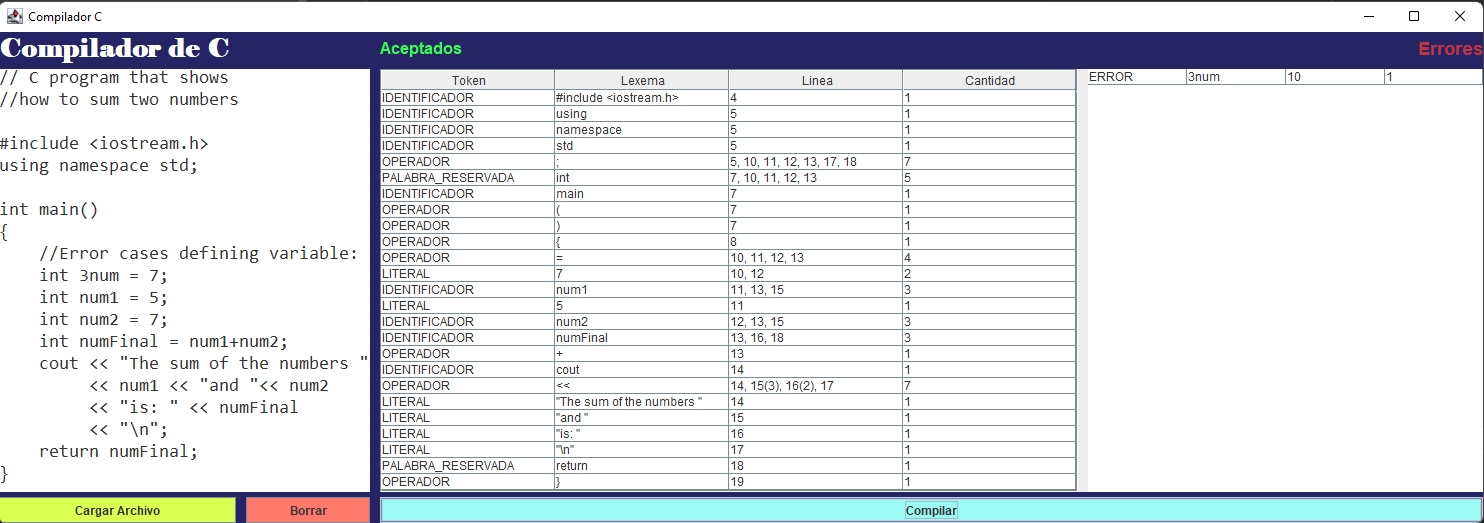 Compilador C
Compilador de C
Aceptados
Errores
// C program that shows
//how to sum two numbers
#include <iostream.h>
using namespace std;
int main()
{
//Error cases defining variable:
int 3num = 7;
int num1 = 5;
int num2 = 7;
int numFinal = num1+num2;
cout << "The sum of the numbers "
<< num1 << "and "<< num2
<< "is: " << numFinal
<< "\n";
return numFinal;
}
Token Lexema Linea Cantidad
IDENTIFICADOR #include <iostream.h> 4 1
IDENTIFICADOR using 5 1
IDENTIFICADOR namespace 5 1
IDENTIFICADOR std 5 1
OPERADOR ; 5, 10, 11, 12, 13, 17, 18 7
PALABRA_RESERVADA int 7, 10, 11, 12, 13 5
IDENTIFICADOR main 7 1
OPERADOR ( 7 1
OPERADOR ) 7 1
OPERADOR { 8 1
OPERADOR = 10, 11, 12, 13 4
LITERAL 7 10, 12 2
IDENTIFICADOR num1 11, 13, 15 3
LITERAL 5 11 1
IDENTIFICADOR num2 12, 13, 15 3
IDENTIFICADOR numFinal 13, 16, 18 3
OPERADOR + 13 1
IDENTIFICADOR cout 14 1
OPERADOR << 14, 15(3), 16(2), 17 7
LITERAL "The sum of the numbers " 14 1
LITERAL "and " 15 1
LITERAL "is: " 16 1
LITERAL "\n" 17 1
PALABRA_RESERVADA return 18 1
OPERADOR } 19 1
ERROR 3num 10 1
Cargar Archivo
Borrar
Compilar